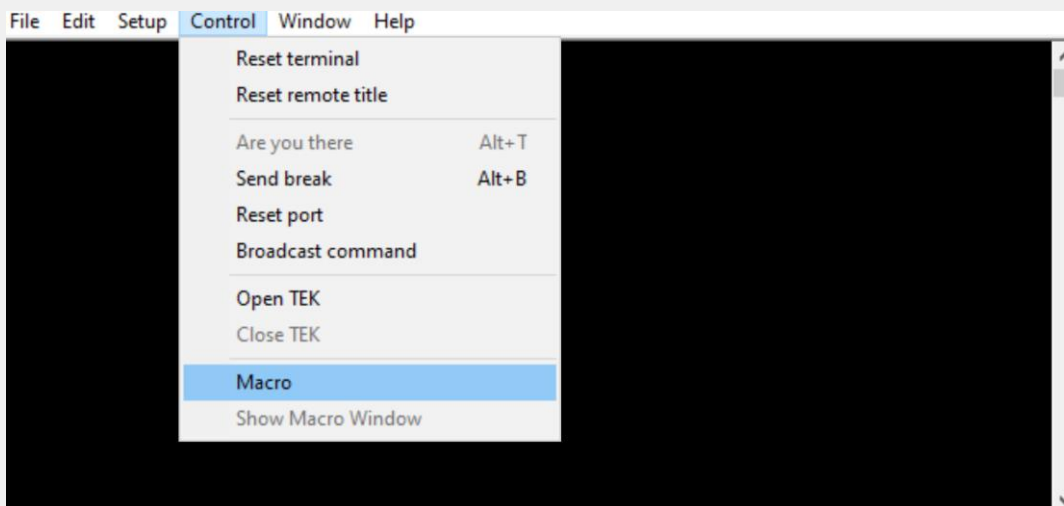 File Edit Setup Control Window Help
Reset terminal
Reset remote title
Are you there Alt+T
Send break Alt+B
Reset port
Broadcast command
Open TEK
Close TEK
Macro
Show Macro Window